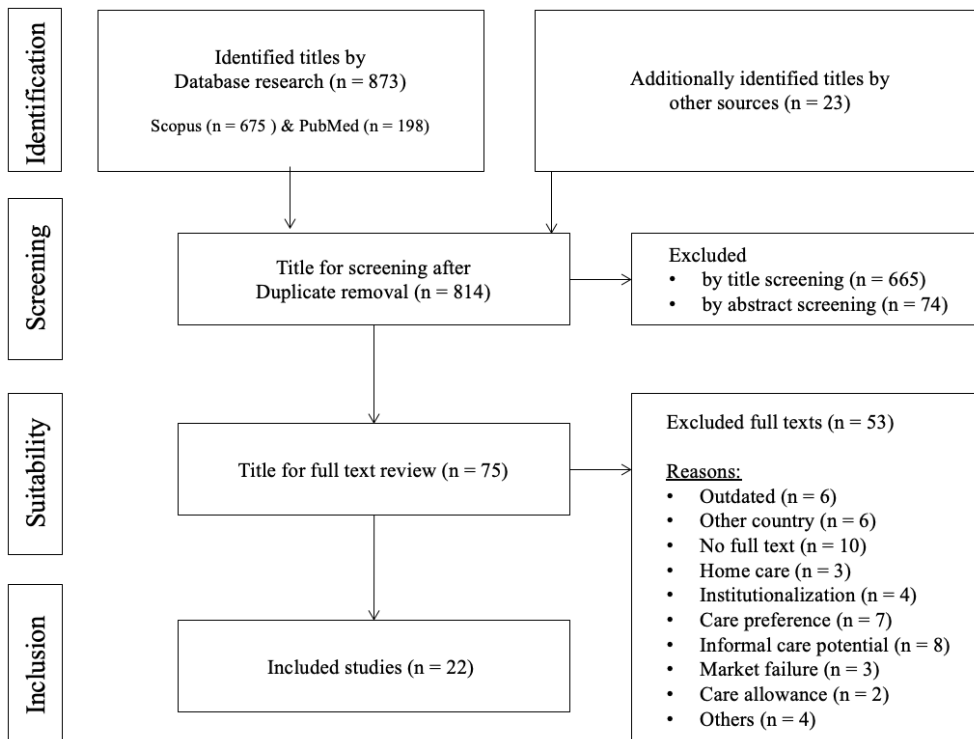 Identification
Identified titles by
Database research (n = 873)
Scopus (n = 675 ) & PubMed (n = 198)
Additionally identified titles by
other sources (n = 23)
Screening
Title for screening after
Duplicate removal (n = 814)
Excluded
• by title screening (n = 665)
• by abstract screening (n = 74)
Suitability
Title for full text review (n = 75)
Excluded full texts (n = 53)
Reasons:
• Outdated (n = 6)
• Other country (n = 6)
• No full text (n = 10)
• Home care (n = 3)
• Institutionalization (n = 4)
• Care preference (n = 7)
• Informal care potential (n = 8)
• Market failure (n = 3)
• Care allowance (n = 2)
• Others (n = 4)
Inclusion
Included studies (n = 22)